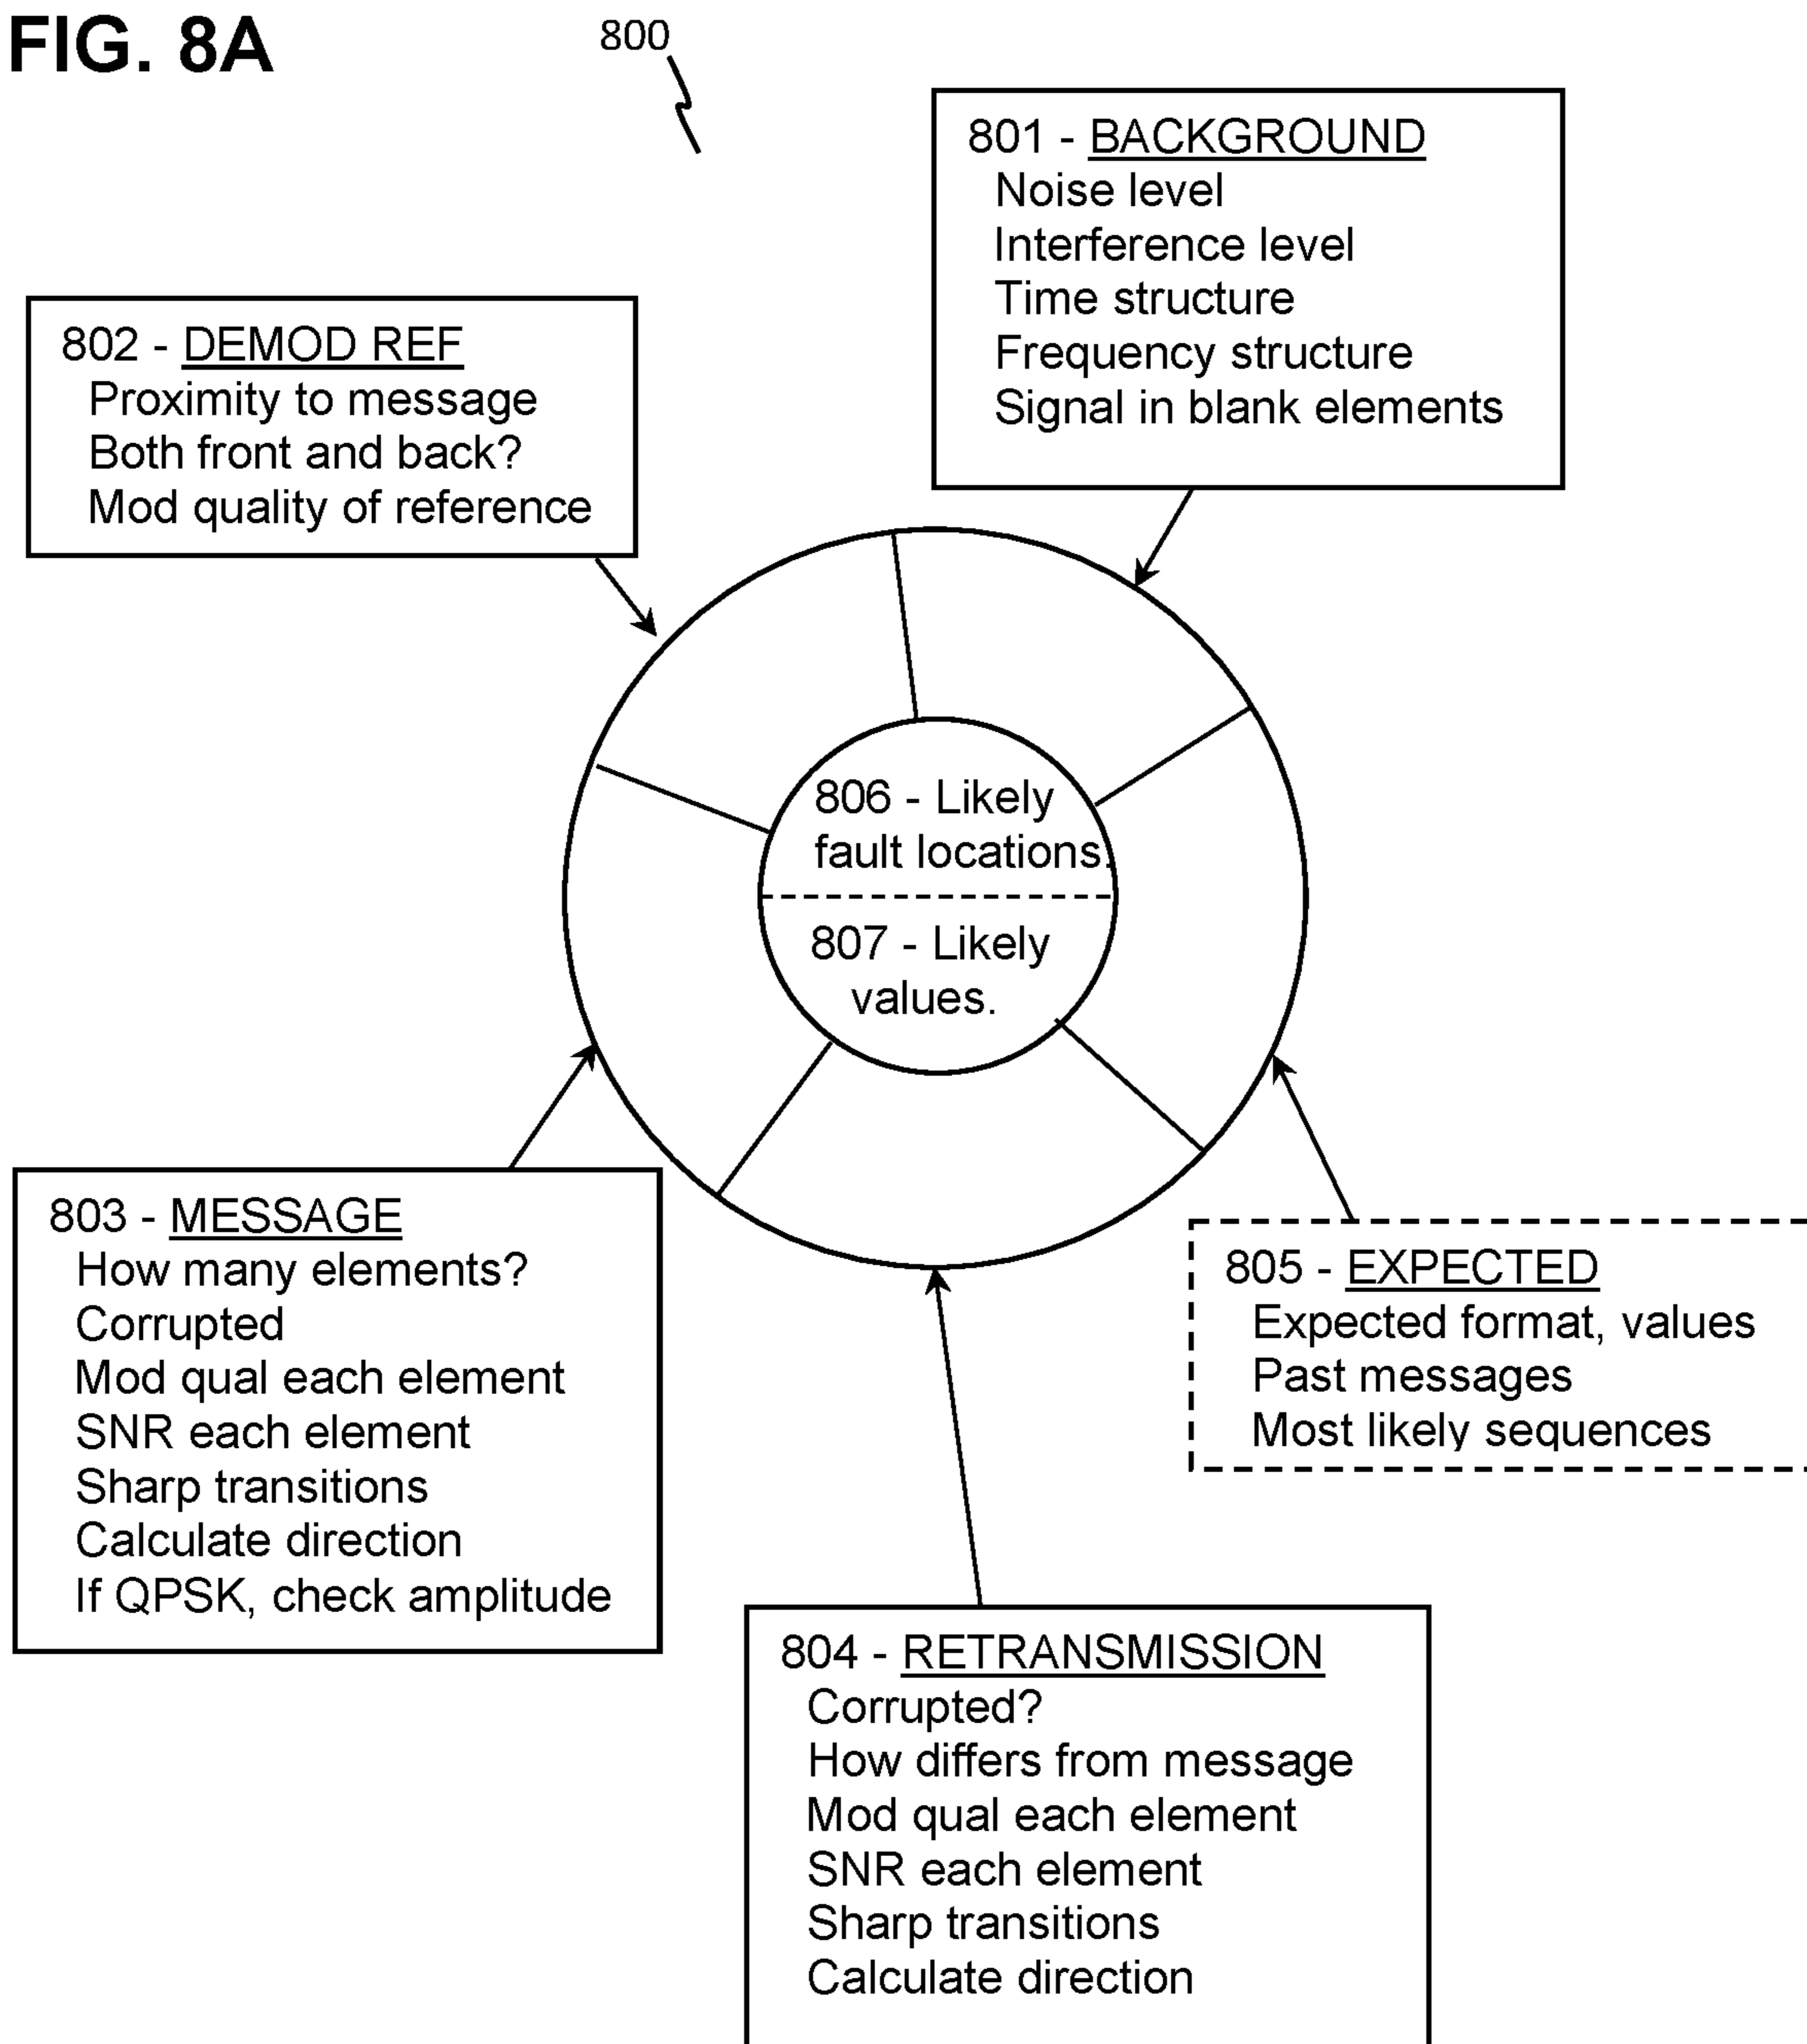 FIG. 8A
800
801 - BACKGROUND
Noise level
Interference level
Time structure
Frequency structure
Signal in blank elements
802 - DEMOD REF
Proximity to message
Both front and back?
Mod quality of reference
806 - Likely
fault locations.
807 - Likely
values.
803 - MESSAGE
How many elements?
Corrupted
Mod qual each element
SNR each element
Sharp transitions
Calculate direction
If QPSK, check amplitude
805 - EXPECTED
Expected format, values
Past messages
Most likely sequences
804 - RETRANSMISSION
Corrupted?
How differs from message
Mod qual each element
SNR each element
Sharp transitions
Calculate direction